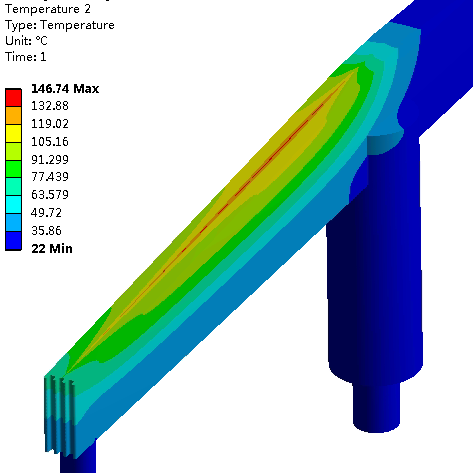 Temperature 2
Type: Temperature
Unit: °C
Time: 1
146.74 Max
132.88
119.02
105.16
91.299
77.439
63.579
49.72
35.86
22 Min